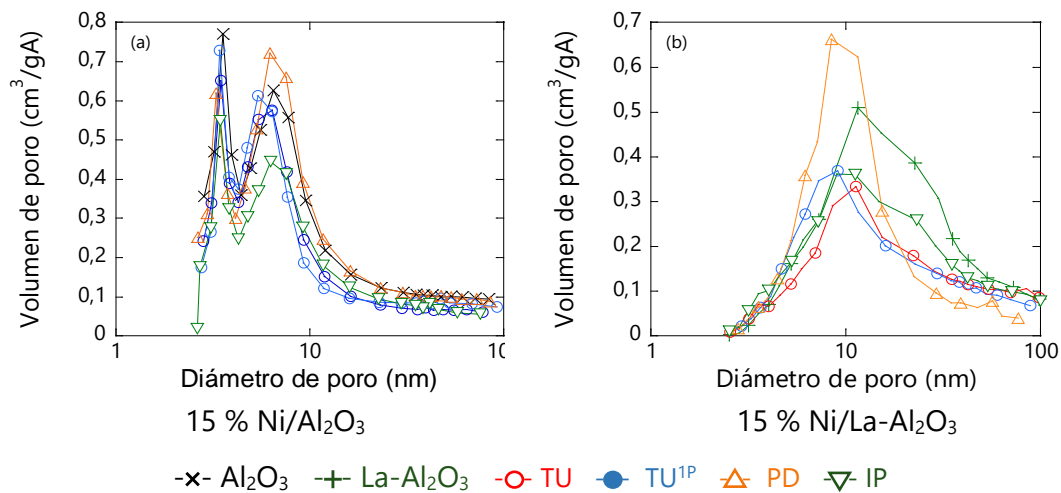 0,8
0,7
0,6
0,5
0,4
0,3
0,2
0,1
0
(a)
Volumen de poro (cm³/gA)
1
10
10
Diámetro de poro (nm)
15 % Ni/Al₂O₃
0,7
0,6
0,5
0,4
0,3
0,2
0,1
0
(b)
Volumen de poro (cm³/gA)
1
10
100
Diámetro de poro (nm)
15 % Ni/La-Al₂O₃
Al₂O₃ La-Al₂O₃ TU TU¹ᴾ PD IP